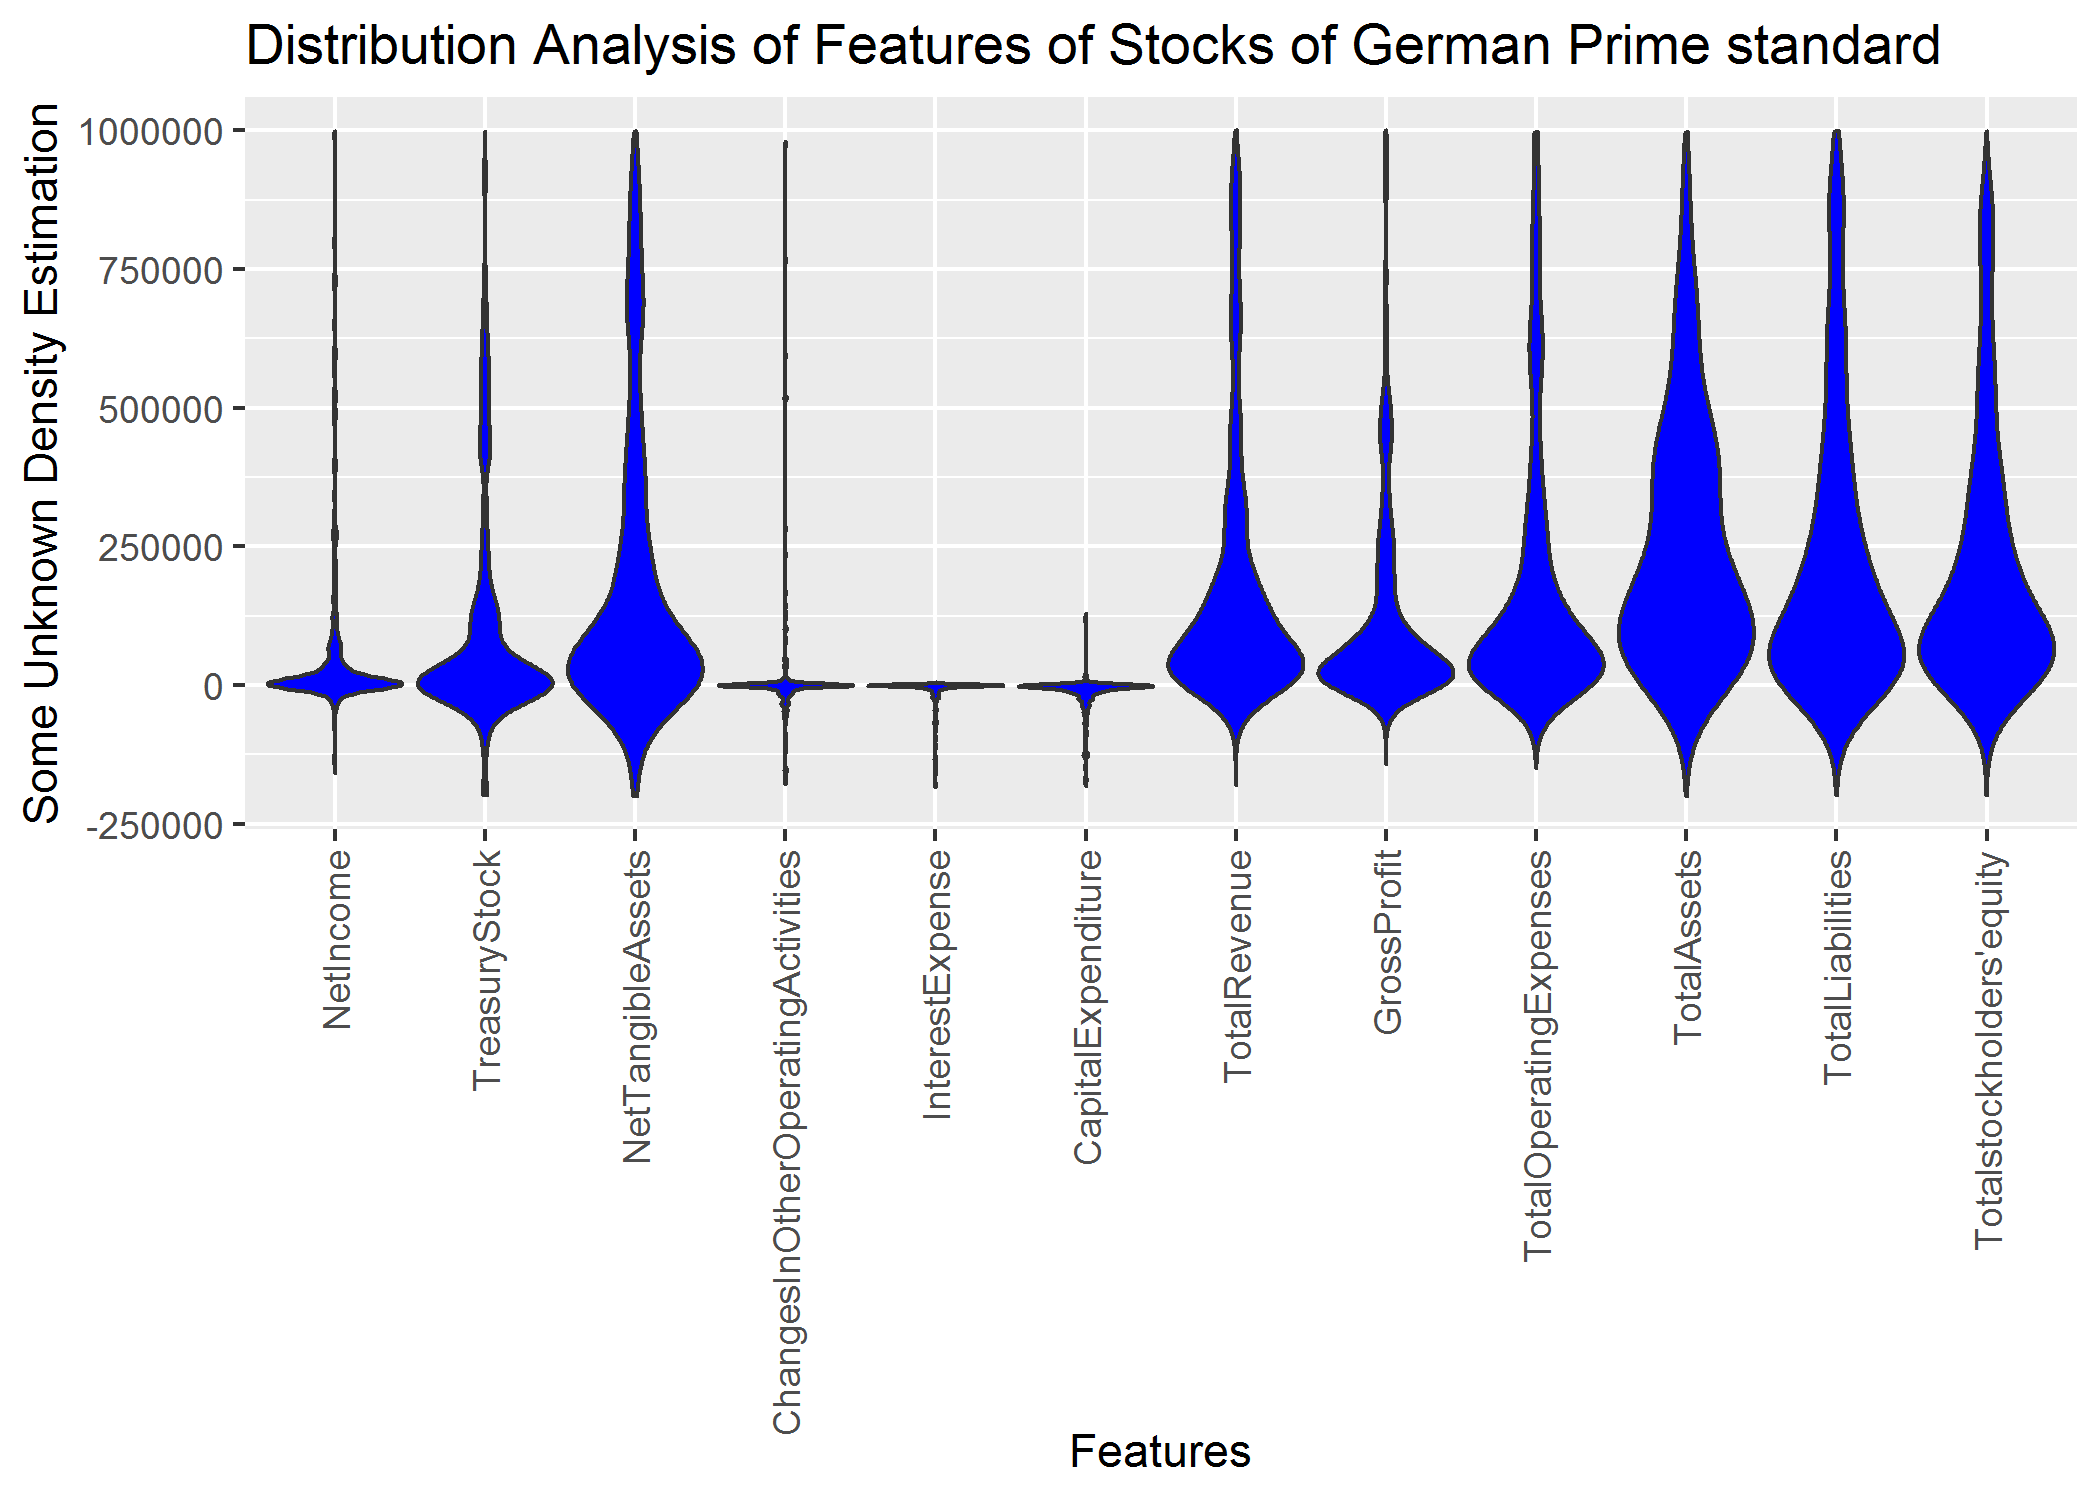 Distribution Analysis of Features of Stocks of German Prime standard
Some Unknown Density Estimation
1000000
750000
500000
250000
0
-250000
NetIncome
TreasuryStock
NetTangibleAssets
ChangesInOtherOperatingActivities
InterestExpense
CapitalExpenditure
TotalRevenue
GrossProfit
TotalOperatingExpenses
TotalAssets
TotalLiabilities
Totalstockholders'equity
Features